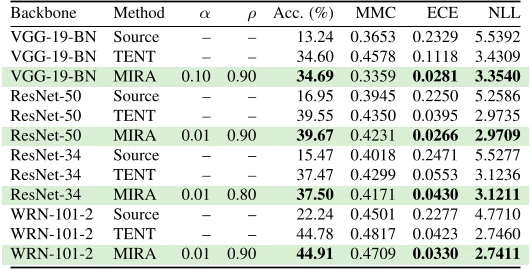 Backbone Method α ρ Acc. (%) MMC ECE NLL
VGG-19-BN Source – – 13.24 0.3653 0.2329 5.5392
VGG-19-BN TENT – – 34.60 0.4578 0.1118 3.4309
VGG-19-BN MIRA 0.10 0.90 34.69 0.3359 0.0281 3.3540
ResNet-50 Source – – 16.95 0.3945 0.2250 5.2586
ResNet-50 TENT – – 39.55 0.4350 0.0395 2.9735
ResNet-50 MIRA 0.01 0.90 39.67 0.4231 0.0266 2.9709
ResNet-34 Source – – 15.47 0.4018 0.2471 5.5277
ResNet-34 TENT – – 37.47 0.4299 0.0553 3.1236
ResNet-34 MIRA 0.01 0.80 37.50 0.4171 0.0430 3.1211
WRN-101-2 Source – – 22.24 0.4501 0.2277 4.7710
WRN-101-2 TENT – – 44.78 0.4817 0.0423 2.7460
WRN-101-2 MIRA 0.01 0.90 44.91 0.4709 0.0330 2.7411